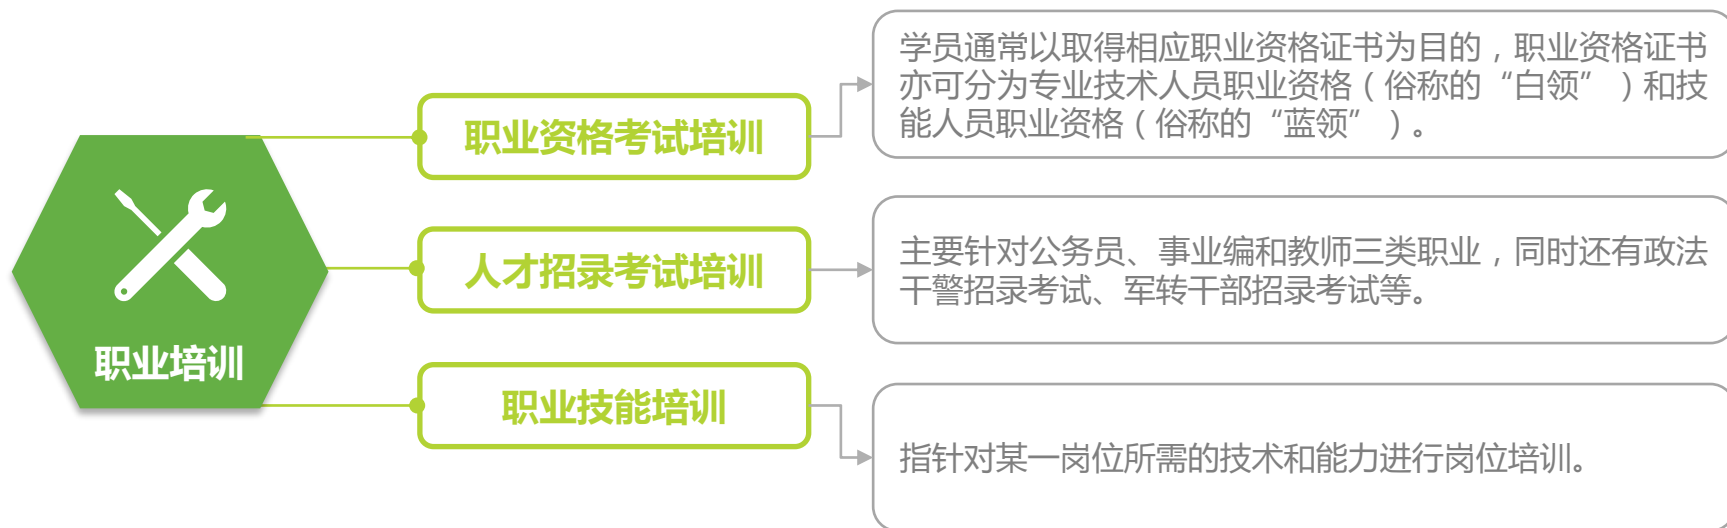 职业培训
职业资格考试培训
学员通常以取得相应职业资格证书为目的，职业资格证书
亦可分为专业技术人员职业资格（俗称的“白领”）和技
能人员职业资格（俗称的“蓝领”）。
人才招录考试培训
主要针对公务员、事业编和教师三类职业，同时还有政法
干警招录考试、军转干部招录考试等。
职业技能培训
指针对某一岗位所需的技术和能力进行岗位培训。